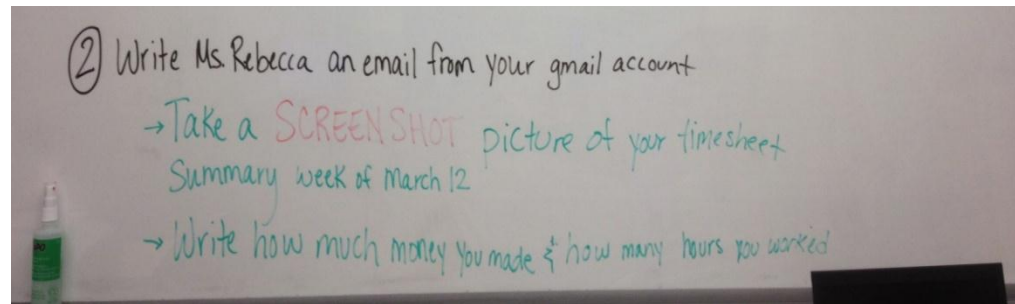 ② Write Ms. Rebecca an email from your gmail account
→ Take a SCREENSHOT picture of your timesheet
Summary week of March 12
→ Write how much money you made & how many hours you worked